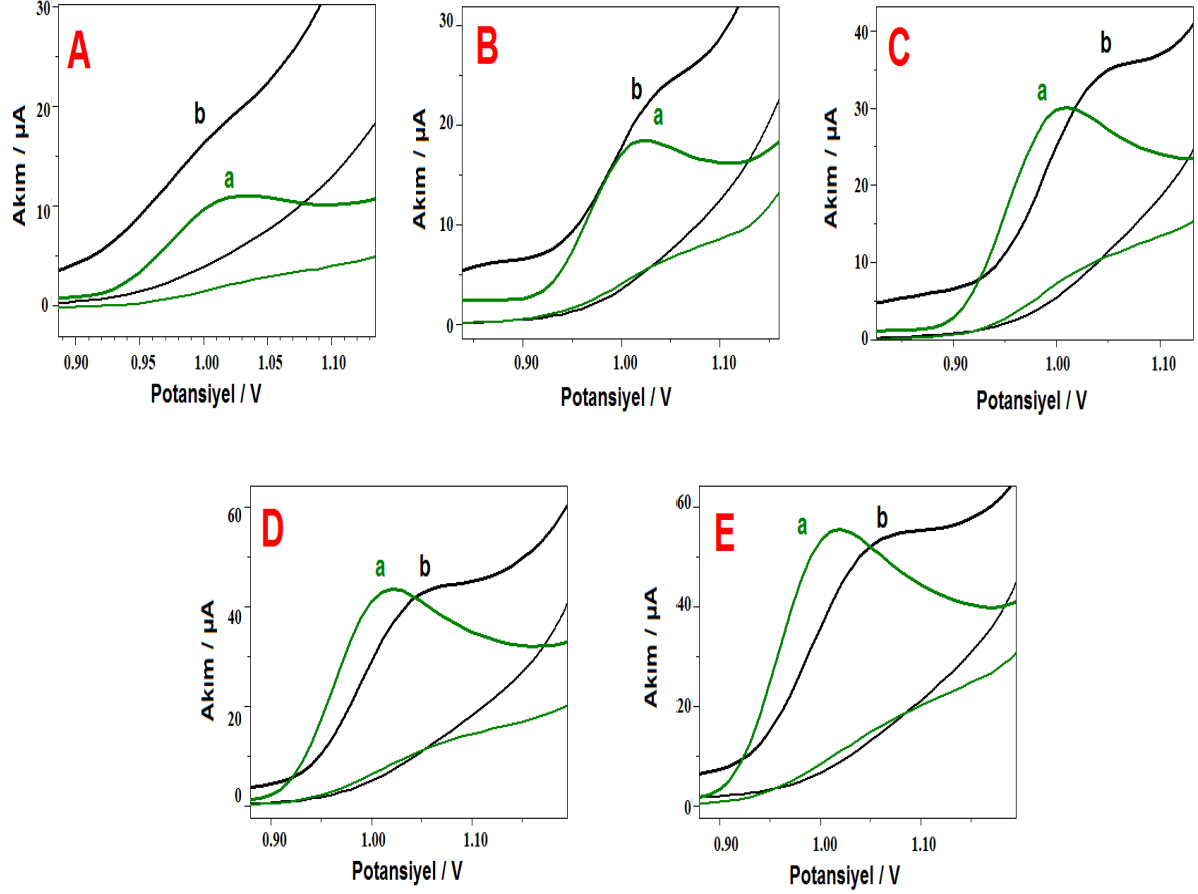 A
b
a
30
20
10
0
Akım / µA
0.90 0.95 1.00 1.05 1.10
Potansiyel / V
B
b
a
30
20
10
0
Akım / µA
0.90 1.00 1.10
Potansiyel / V
C
b
a
40
30
20
10
0
Akım / µA
0.90 1.00 1.10
Potansiyel / V
D
a
b
60
40
20
0
Akım / µA
0.90 1.00 1.10
Potansiyel / V
E
a
b
60
40
20
0
Akım / µA
0.90 1.00 1.10
Potansiyel / V